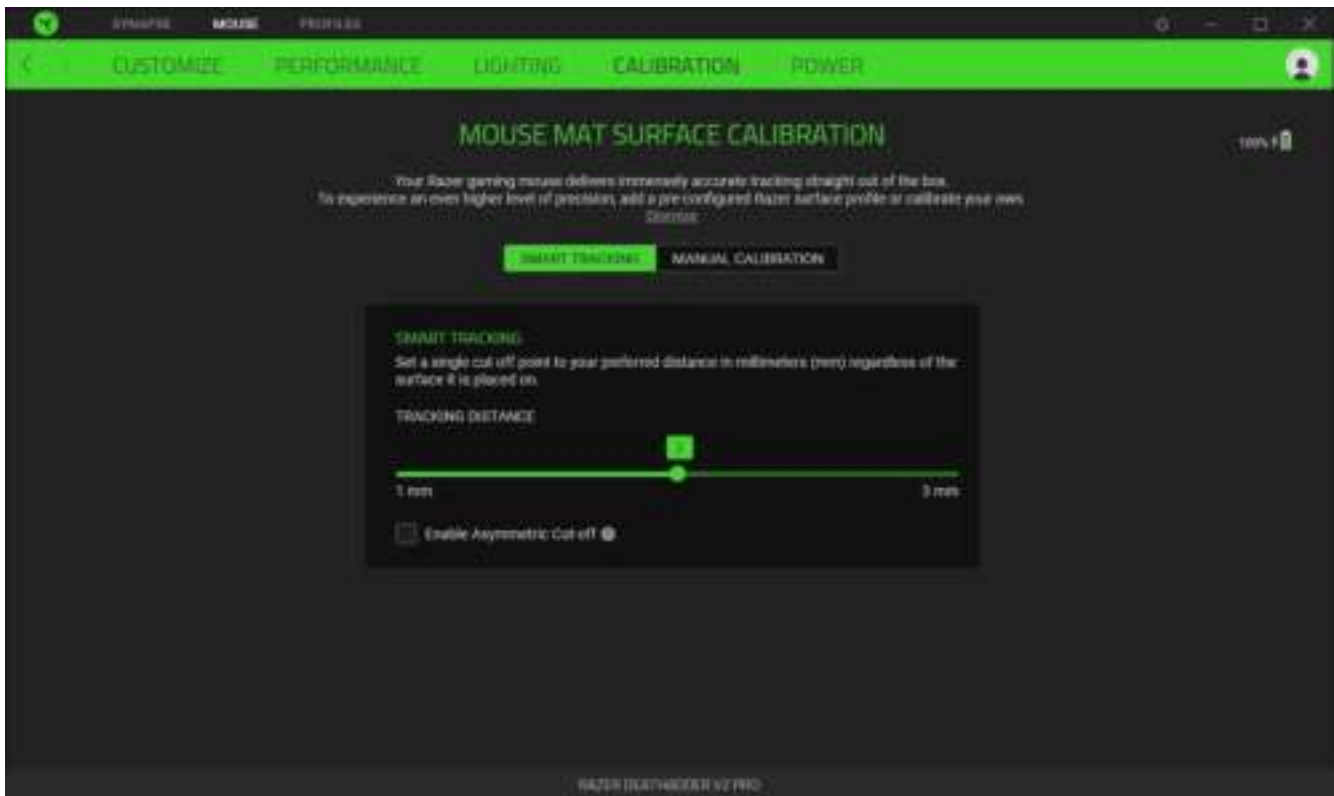 SYNAPSE MOUSE PROFILES
CUSTOMIZE PERFORMANCE LIGHTING CALIBRATION POWER
MOUSE MAT SURFACE CALIBRATION
100%
Your Razer gaming mouse delivers immensely accurate tracking straight out of the box.
To experience an even higher level of precision, add a pre-configured Razer surface profile or calibrate your own.
Dismiss
SMART TRACKING MANUAL CALIBRATION
SMART TRACKING
Set a single cut off point to your preferred distance in millimeters (mm) regardless of the
surface it is placed on.
TRACKING DISTANCE
1 mm 3 mm
Enable Asymmetric Cut-off
RAZER DEATHADDER V2 PRO